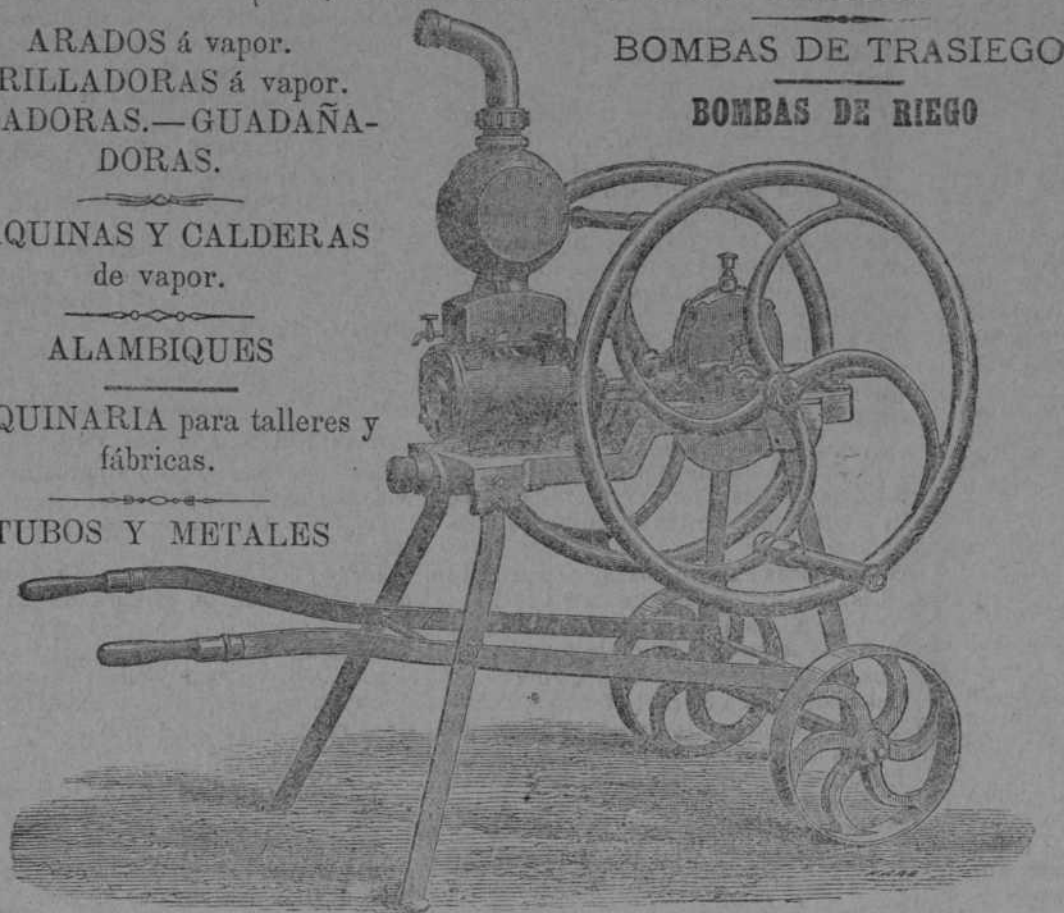 ARADOS á vapor.
RILLADORAS á vapor.
ADORAS.—GUADAÑA-
DORAS.
QUINAS Y CALDERAS
de vapor.
ALAMBIQUES
QUINARIA para talleres y
fábricas.
TUBOS Y METALES
BOMBAS DE TRASIEGO
BOMBAS DE RIEGO